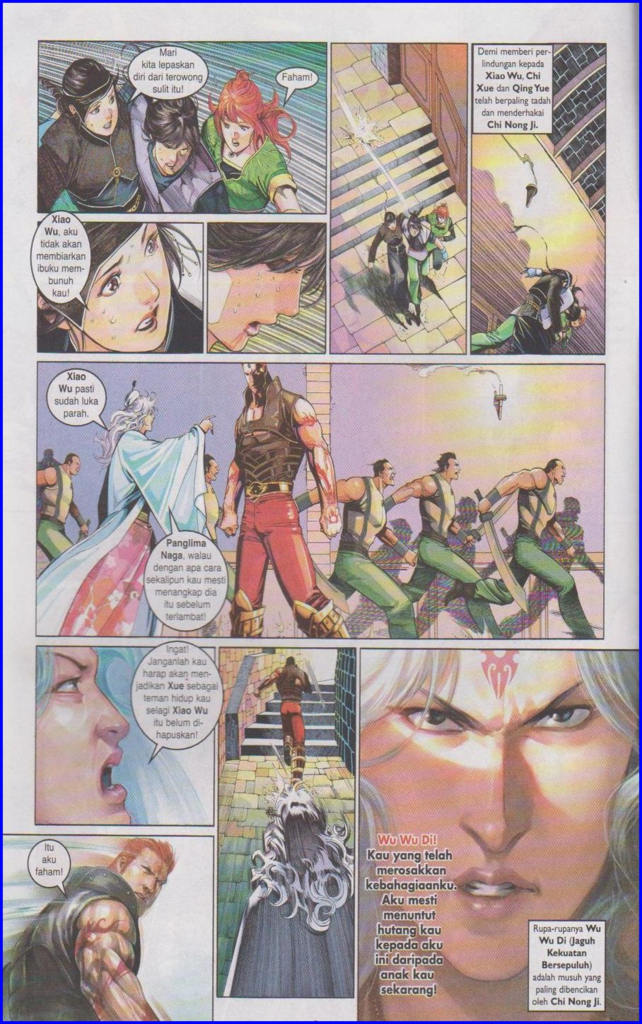 Mari
kita lepaskan
diri dari terowong
sulit itu!
Faham!
Demi memberi per-
lindungan kepada
Xiao Wu, Chi
Xue dan Qing Yue
telah berpaling tadah
dan menderhakai
Chi Nong Ji.
Xiao
Wu, aku
tidak akan
membiarkan
ibuku mem-
bunuh
kau!
Xiao
Wu pasti
sudah luka
parah.
Panglima
Naga, walau
dengan apa cara
sekalipun kau mesti
menangkap dia
itu sebelum
terlambat!
Ingat!
Janganlah kau
harap akan men-
jadikan Xue sebagai
teman hidup kau
selagi Xiao Wu
itu belum di-
hapuskan!
Itu
aku
faham!
Wu Wu Di!
Kau yang telah
merosakkan
kebahagiaanku.
Aku mesti
menuntut
hutang kau
kepada aku
ini daripada
anak kau
sekarang!
Rupa-rupanya Wu
Wu Di (Jaguh
Kekuatan
Bersepuluh)
adalah musuh yang
paling dibencikan
oleh Chi Nong Ji.